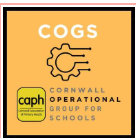 COGS
CORNWALL
OPERATIONAL
GROUP FOR
SCHOOLS
caph